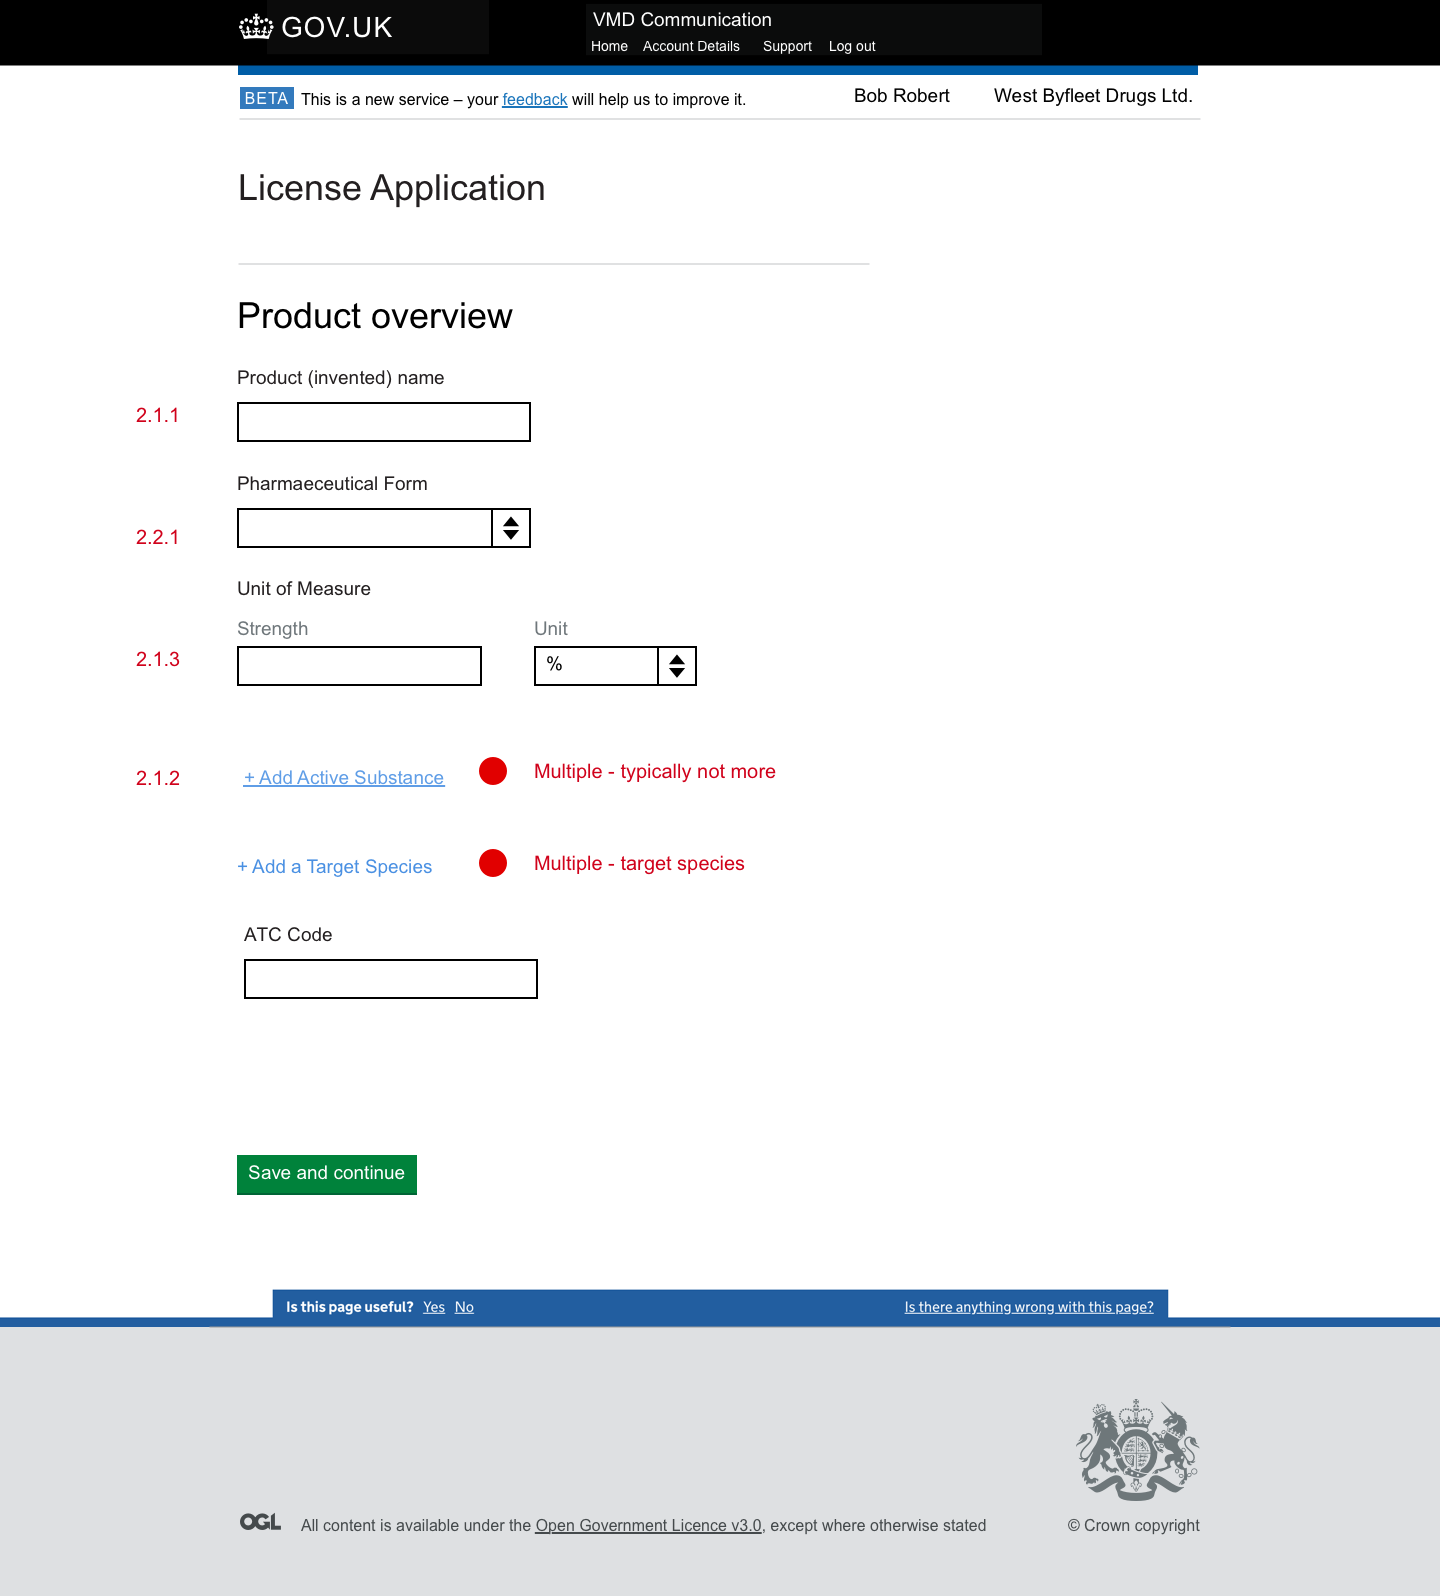 GOV.UK
VMD Communication
Home Account Details Support Log out
BETA This is a new service – your feedback will help us to improve it.
Bob Robert West Byfleet Drugs Ltd.
License Application
Product overview
Product (invented) name
2.1.1
Pharmaeceutical Form
2.2.1
Unit of Measure
Strength Unit
2.1.3 %
2.1.2 + Add Active Substance Multiple - typically not more
+ Add a Target Species Multiple - target species
ATC Code
Save and continue
Is this page useful? Yes No Is there anything wrong with this page?
OGL All content is available under the Open Government Licence v3.0, except where otherwise stated © Crown copyright